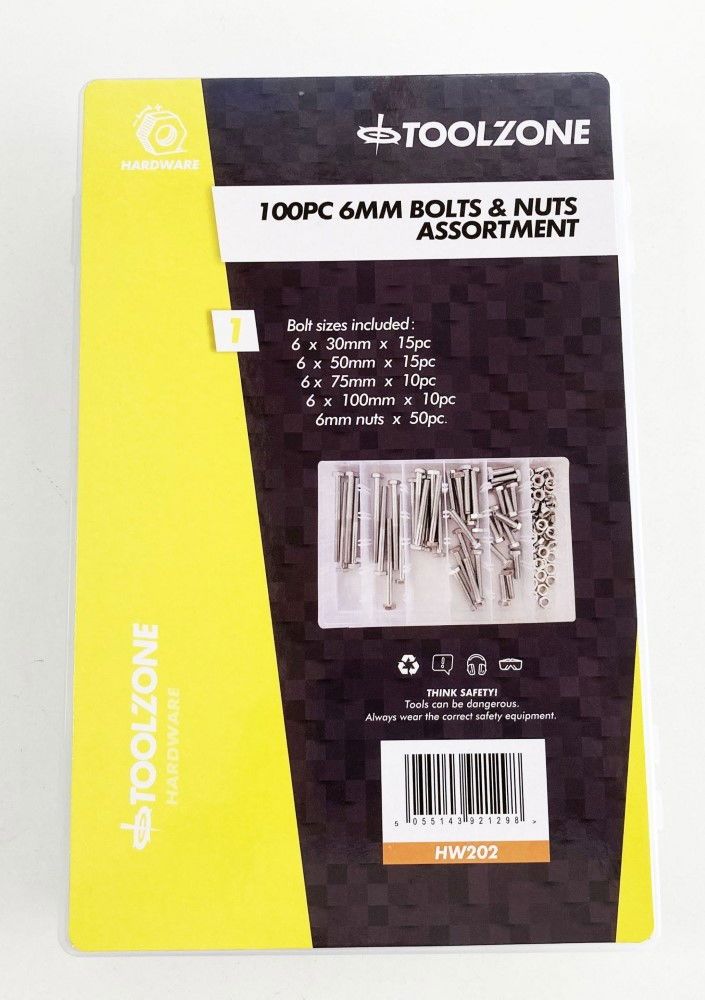 HARDWARE
TOOLZONE
100PC 6MM BOLTS & NUTS
ASSORTMENT
1
Bolt sizes included:
6 x 30mm x 15pc
6 x 50mm x 15pc
6 x 75mm x 10pc
6 x 100mm x 10pc
6mm nuts x 50pc.
THINK SAFETY!
Tools can be dangerous.
Always wear the correct safety equipment.
5 055143 921298 >
HW202
TOOLZONE
HARDWARE